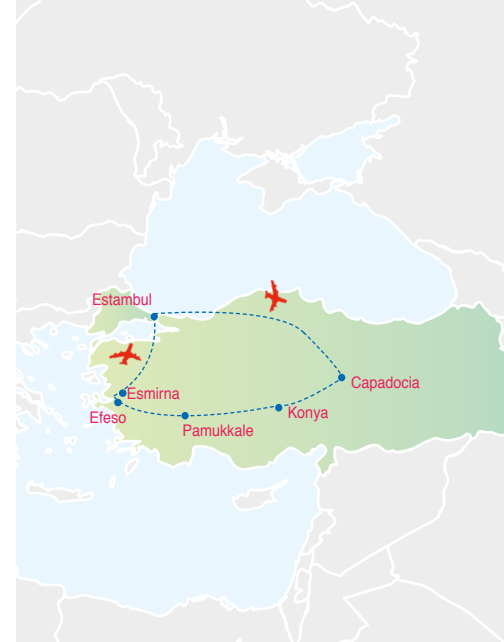 Estambul
Esmirna
Capadocia
Efeso
Konya
Pamukkale